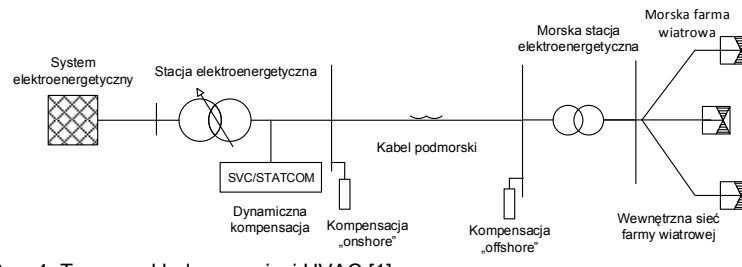 System
elektroenergetyczny
Stacja elektroenergetyczna
SVC/STATCOM
Dynamiczna
kompensacja
Kompensacja
„onshore”
Kabel podmorski
Kompensacja
„offshore”
Morska stacja
elektroenergetyczna
Morska farma
wiatrowa
Wewnętrzna sieć
farmy wiatrowej